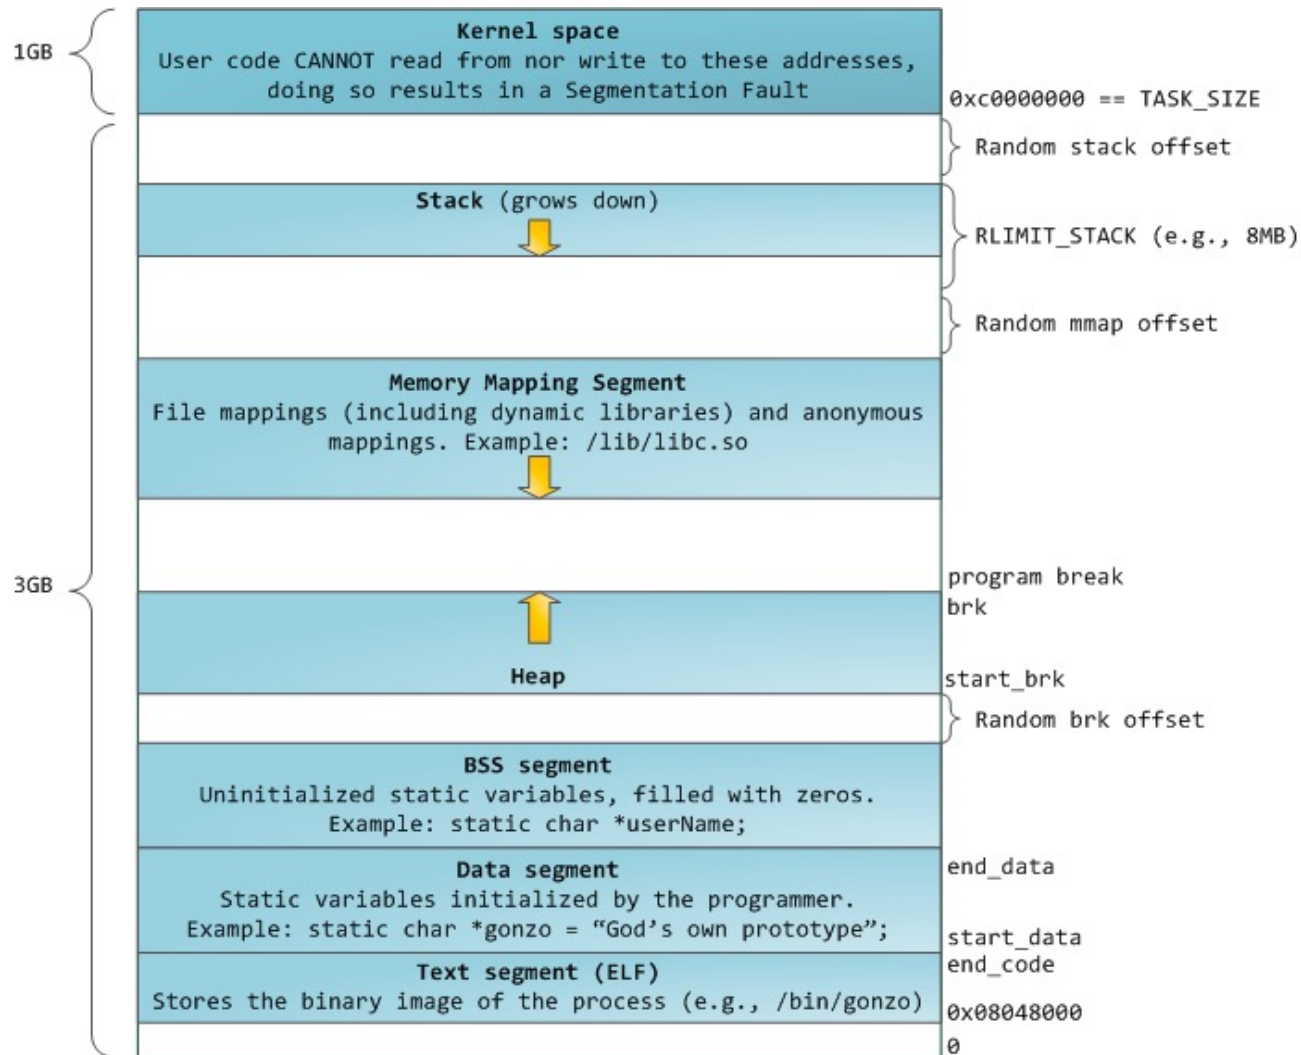 1GB
Kernel space
User code CANNOT read from nor write to these addresses,
doing so results in a Segmentation Fault
0xc0000000 == TASK_SIZE
Random stack offset
Stack (grows down)
RLIMIT_STACK (e.g., 8MB)
Random mmap offset
Memory Mapping Segment
File mappings (including dynamic libraries) and anonymous
mappings. Example: /lib/libc.so
3GB
program break
brk
Heap
start_brk
Random brk offset
BSS segment
Uninitialized static variables, filled with zeros.
Example: static char *userName;
Data segment
end_data
Static variables initialized by the programmer.
Example: static char *gonzo = “God’s own prototype”;
start_data
end_code
Text segment (ELF)
Stores the binary image of the process (e.g., /bin/gonzo)
0x08048000
0